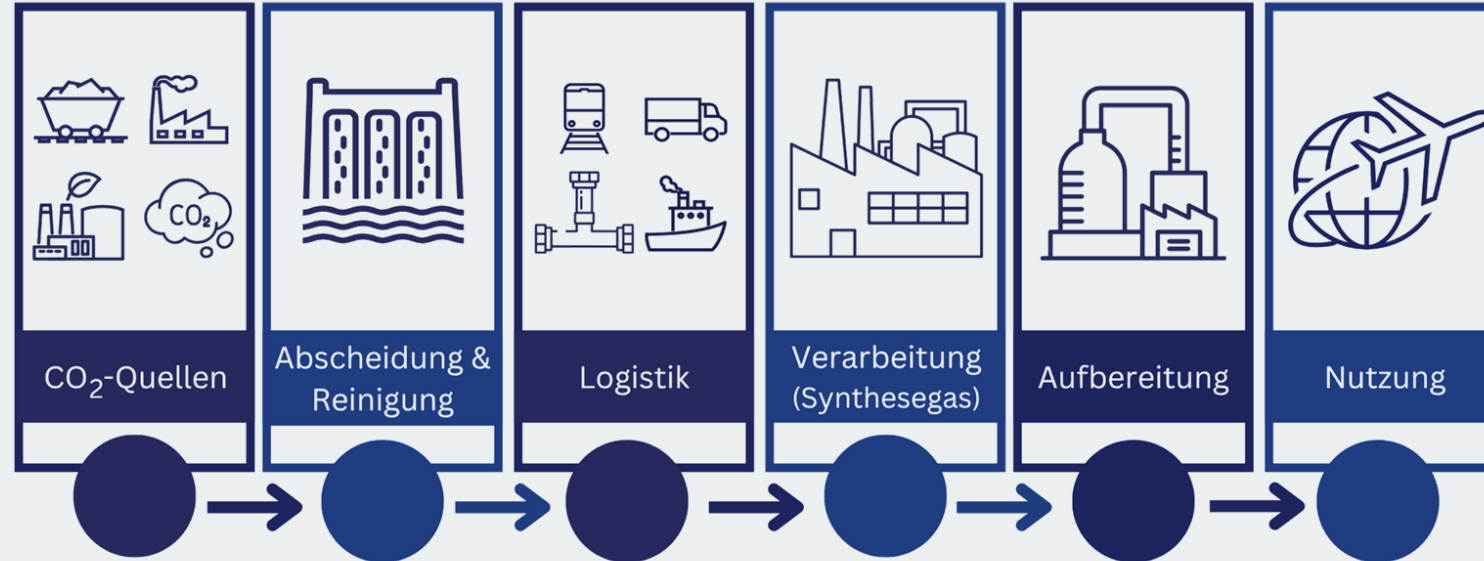 CO₂
CO₂-Quellen
Abscheidung &
Reinigung
Logistik
Verarbeitung
(Synthesegas)
Aufbereitung
Nutzung